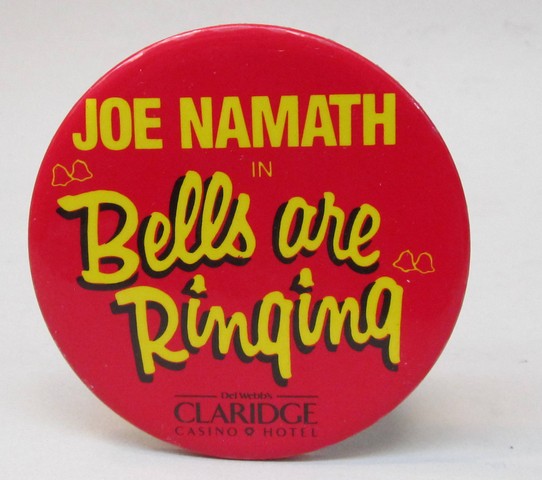 JOE NAMATH
IN
Bells are
Ringing
Del Webb's
CLARIDGE
CASINO HOTEL